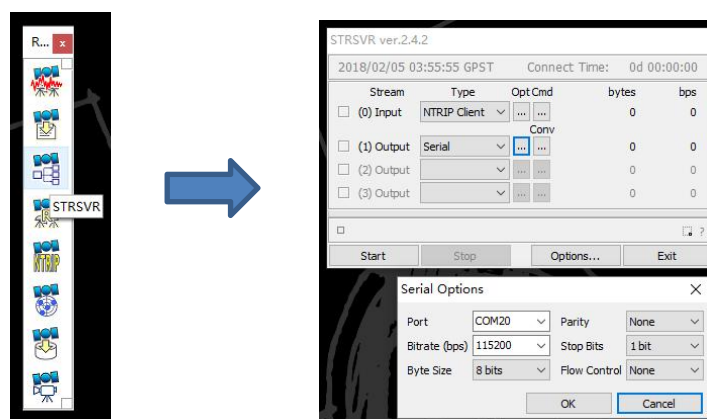 R... x
STRSVR
NTRIP
STRSVR ver.2.4.2
2018/02/05 03:55:55 GPST Connect Time: 0d 00:00:00
Stream Type Opt Cmd bytes bps
(0) Input NTRIP Client ... ... 0 0
Conv
(1) Output Serial ... ... 0 0
(2) Output ... ... 0 0
(3) Output ... ... 0 0
?
Start Stop Options... Exit
Serial Options
Port COM20 Parity None
Bitrate (bps) 115200 Stop Bits 1 bit
Byte Size 8 bits Flow Control None
OK Cancel